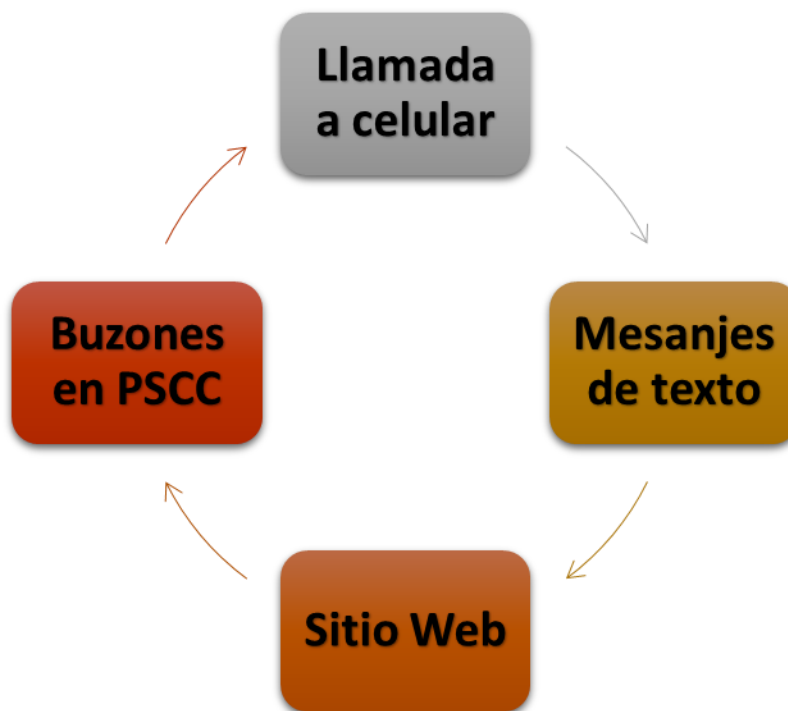 Llamada
a celular
Mesanjes
de texto
Sitio Web
Buzones
en PSCC